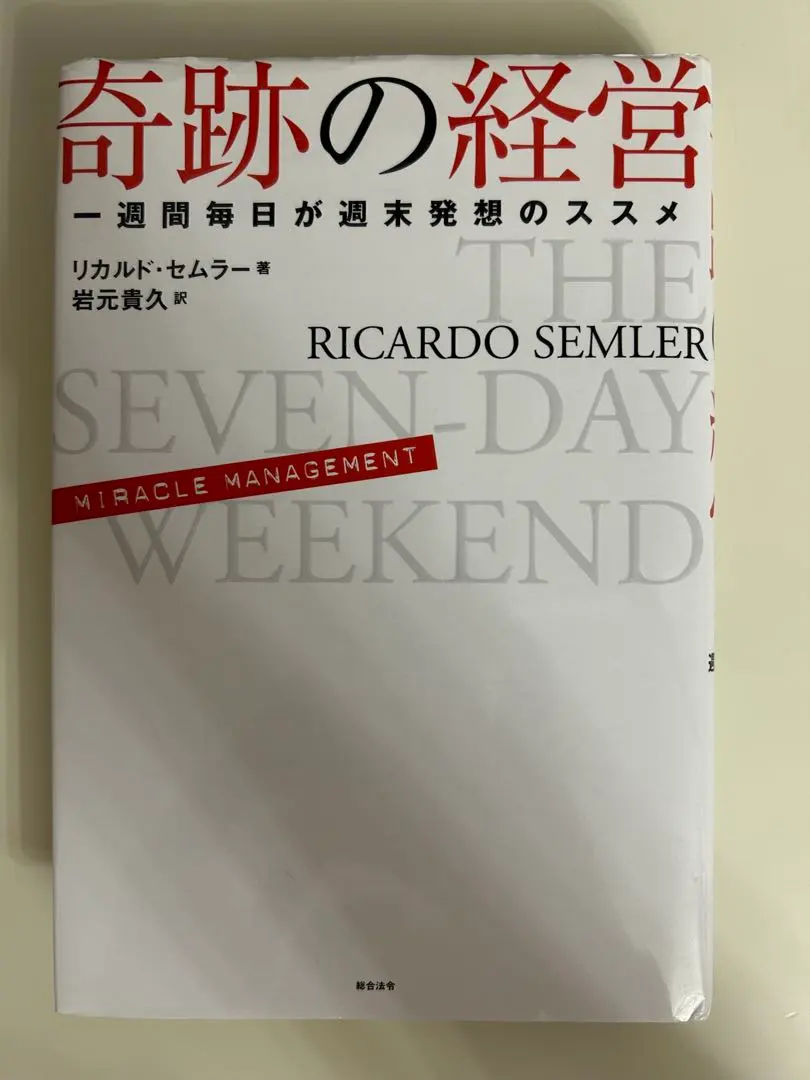 奇跡の経営
一週間毎日が週末発想のススメ
リカルド・セムラー 著
岩元貴久 訳
THE
RICARDO SEMLER
SEVEN-DAY
MIRACLE MANAGEMENT
WEEKEND
総合法令